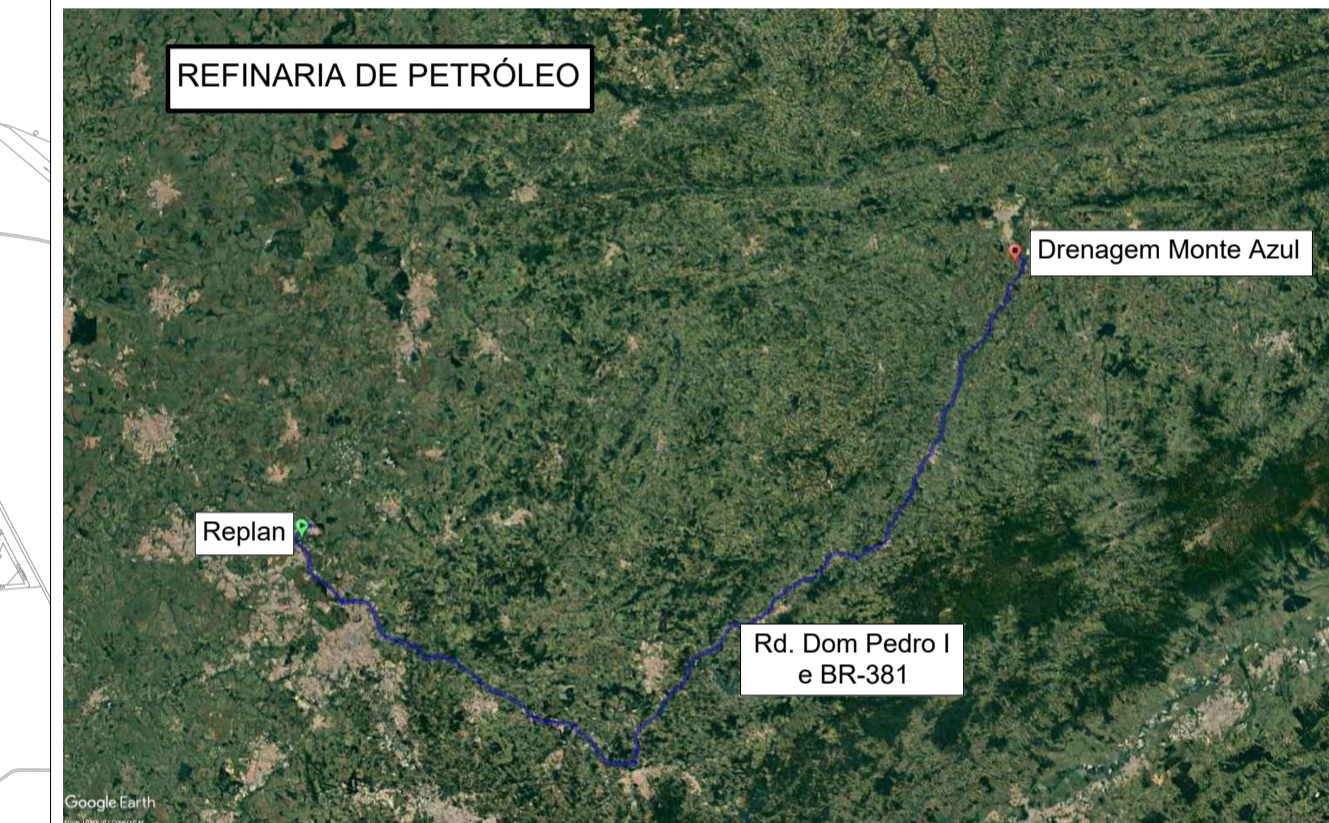 REFINARIA DE PETRÓLEO
Drenagem Monte Azul
Replan
Rd. Dom Pedro I
e BR-381
Google Earth